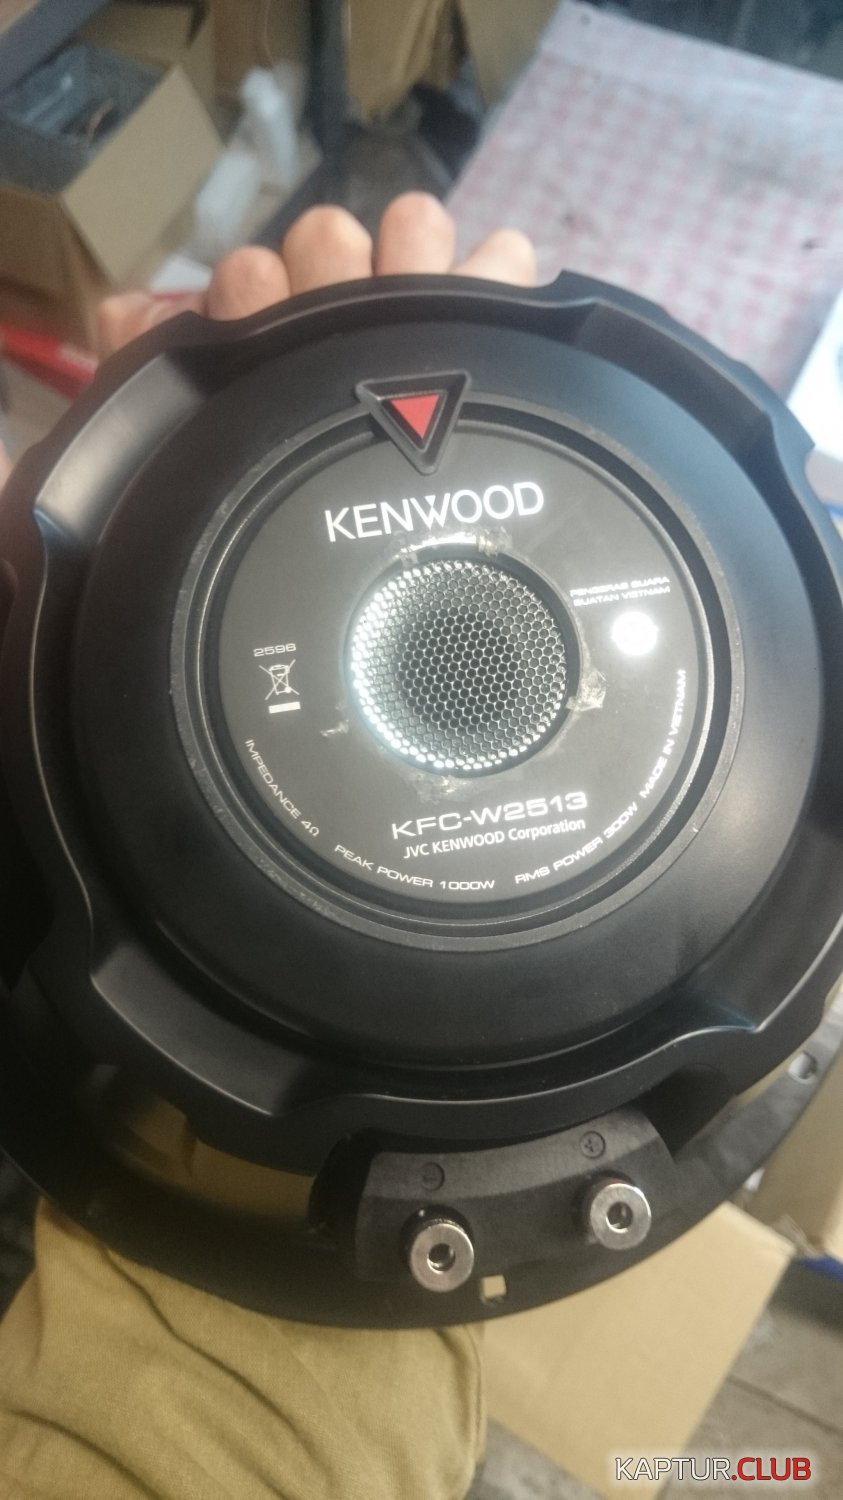 KENWOOD
PENGERAS SUARA
BUATAN VIETNAM
2596
IMPEDANCE 4Ω
PEAK POWER 1000W
RMS POWER 300W
MADE IN VIETNAM
KFC-W2513
JVC KENWOOD Corporation
KAPTUR.CLUB